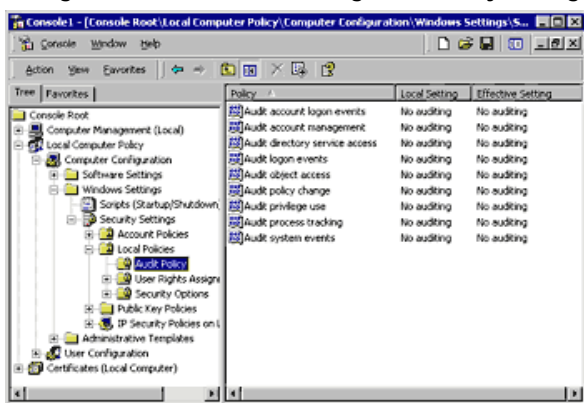 Console1 - [Console Root\Local Computer Policy\Computer Configuration\Windows Settings\S...
Console Window Help
Action View Favorites
Tree Favorites
Console Root
Computer Management (Local)
Local Computer Policy
Computer Configuration
Software Settings
Windows Settings
Scripts (Startup/Shutdown
Security Settings
Account Policies
Local Policies
Audit Policy
User Rights Assign
Security Options
Public Key Policies
IP Security Policies on L
Administrative Templates
User Configuration
Certificates (Local Computer)
Policy Local Setting Effective Setting
Audit account logon events No auditing No auditing
Audit account management No auditing No auditing
Audit directory service access No auditing No auditing
Audit logon events No auditing No auditing
Audit object access No auditing No auditing
Audit policy change No auditing No auditing
Audit privilege use No auditing No auditing
Audit process tracking No auditing No auditing
Audit system events No auditing No auditing